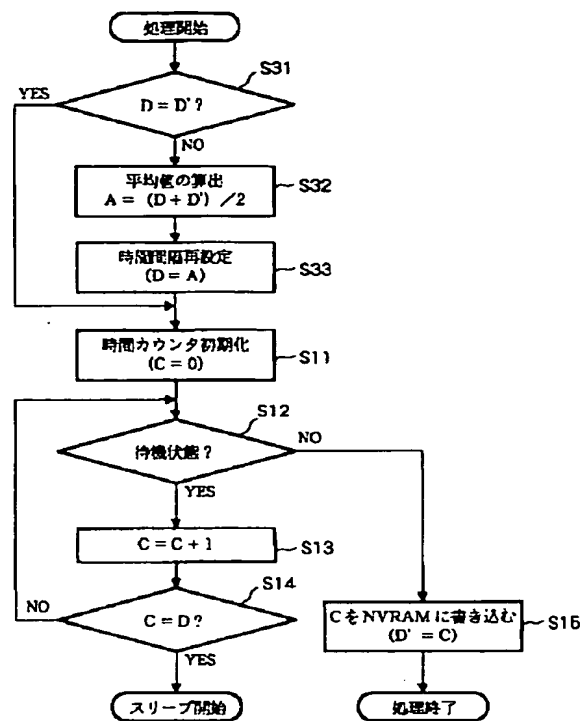 処理開始
S31
YES
D = D' ?
NO
平均値の算出
A = (D + D') ／2
S32
時間間隔再設定
(D = A)
S33
時間カウンタ初期化
(C = 0)
S11
S12
待機状態 ?
NO
YES
C = C + 1
S13
S14
NO
C = D ?
YES
CをNVRAMに書き込む
(D' = C)
S15
スリープ開始
処理終了